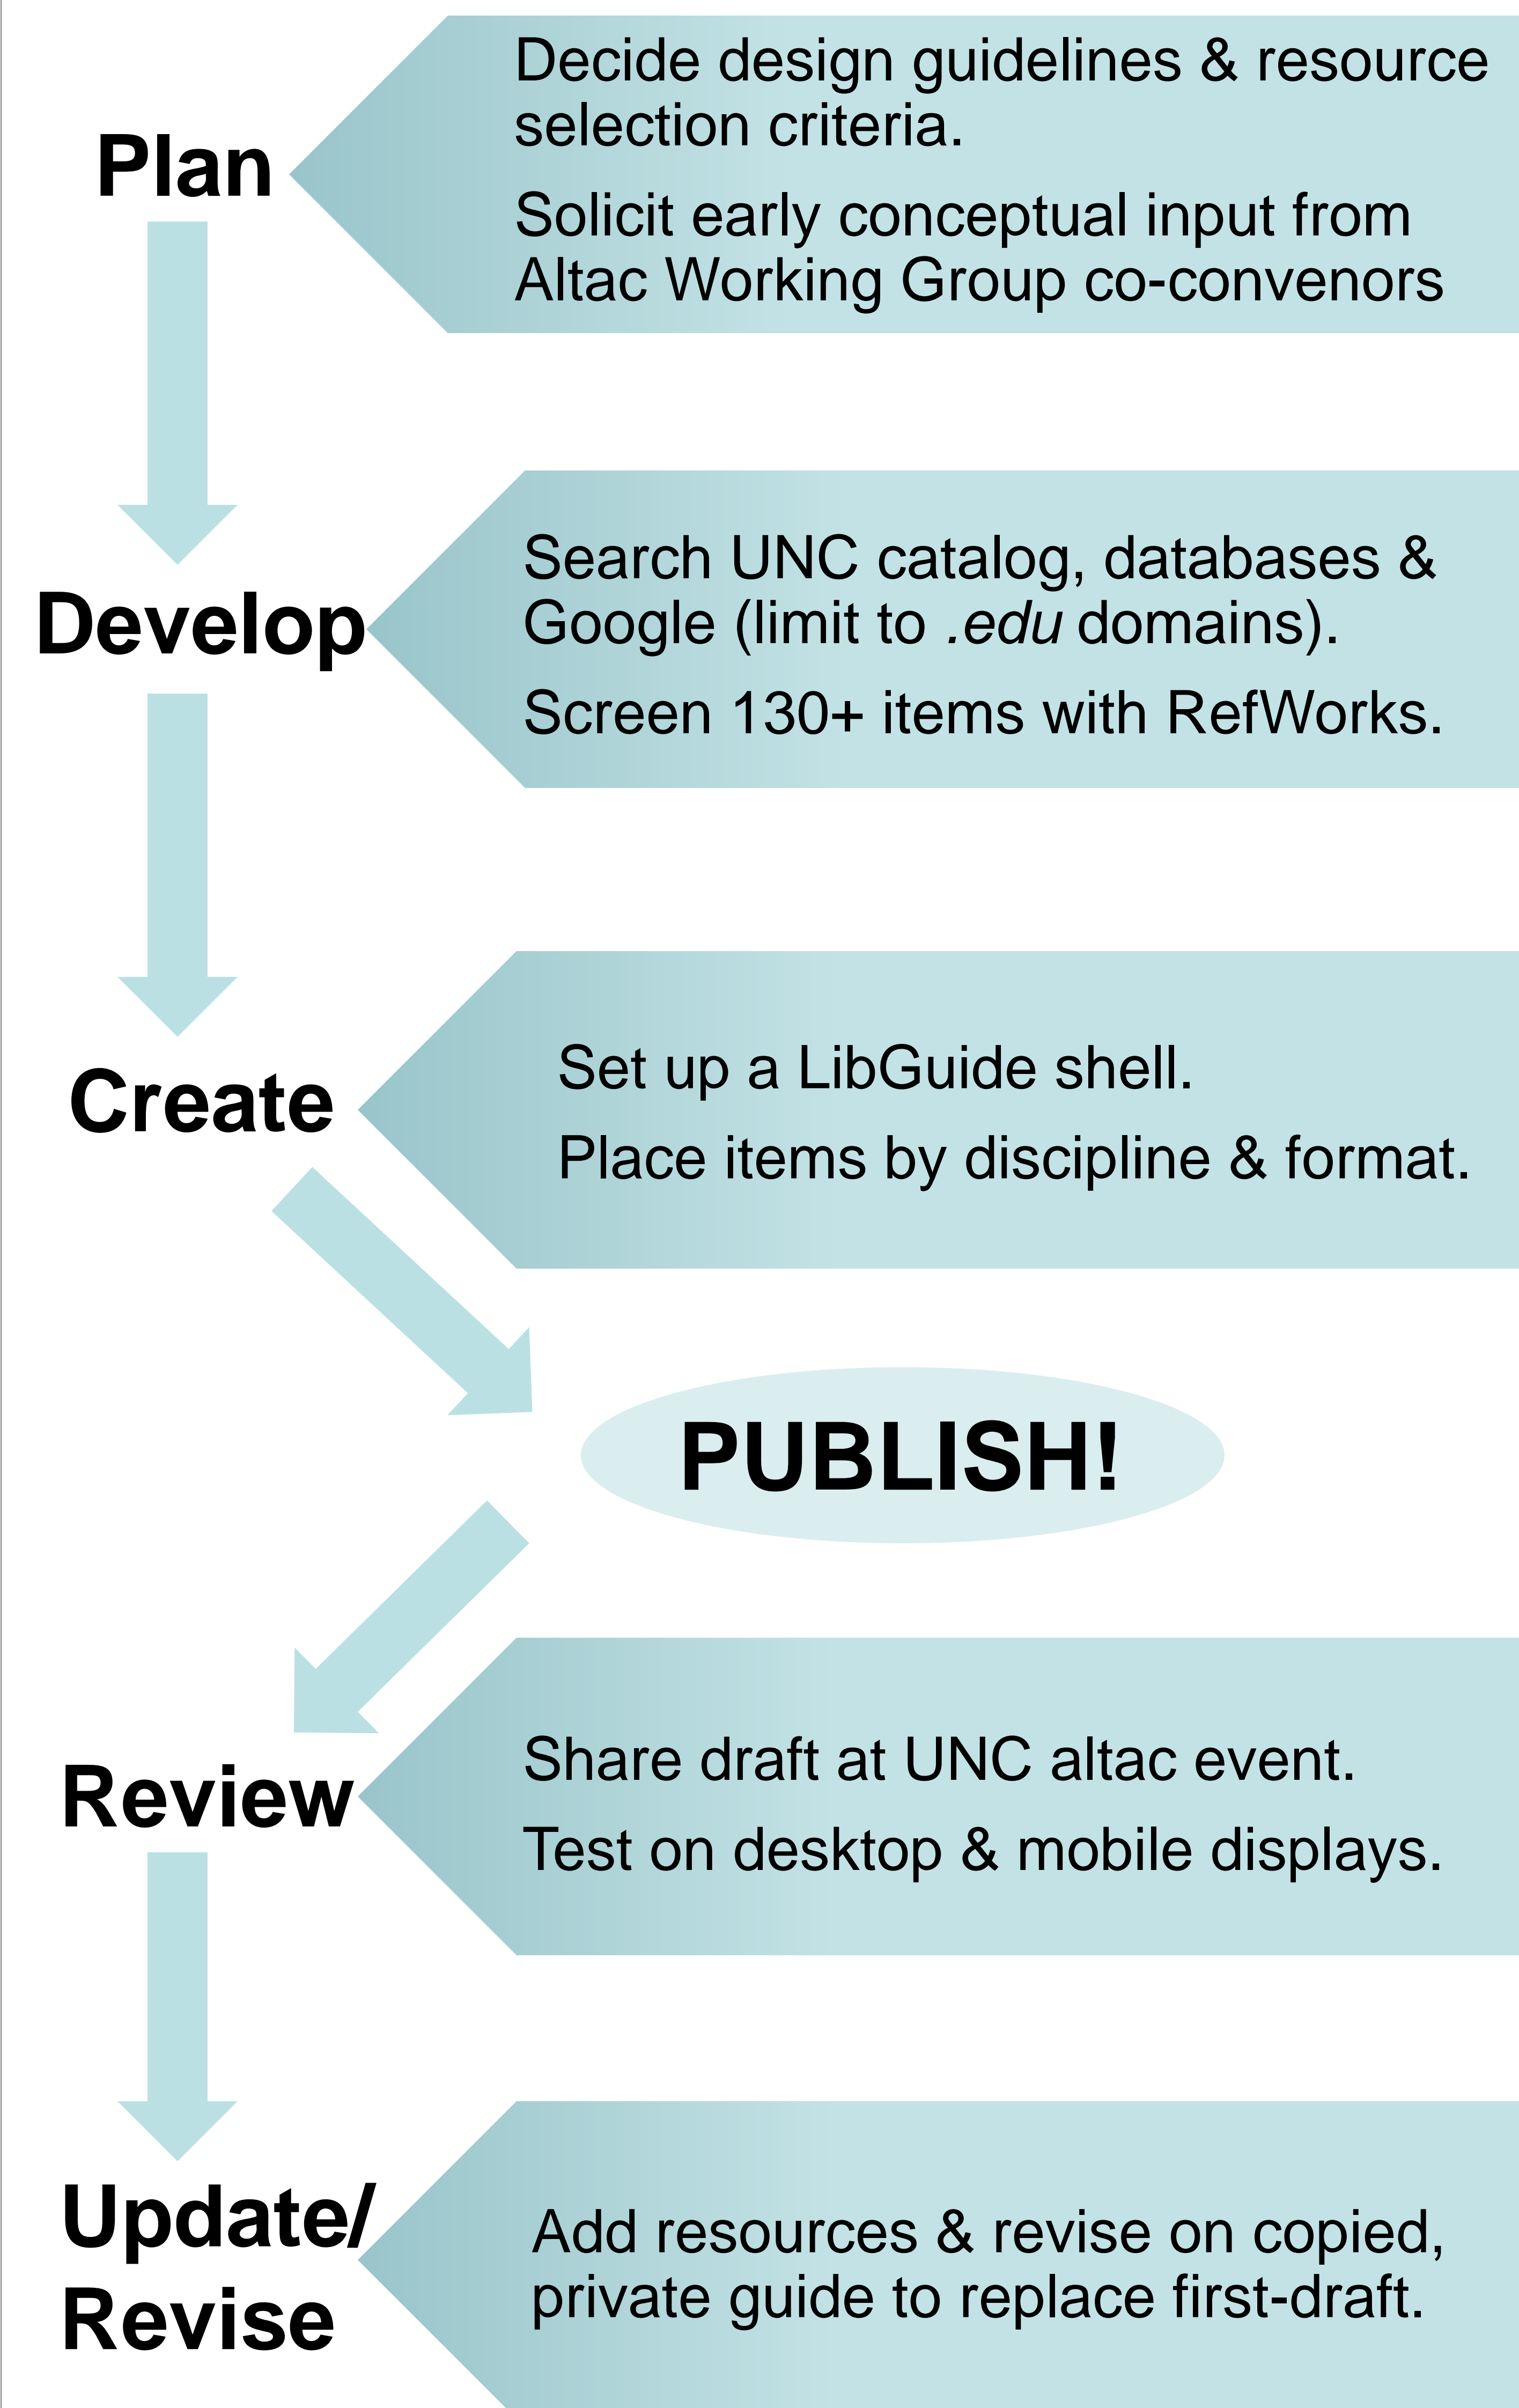 Plan
Decide design guidelines & resource
selection criteria.
Solicit early conceptual input from
Altac Working Group co-convenors
Develop
Search UNC catalog, databases &
Google (limit to .edu domains).
Screen 130+ items with RefWorks.
Create
Set up a LibGuide shell.
Place items by discipline & format.
PUBLISH!
Review
Share draft at UNC altac event.
Test on desktop & mobile displays.
Update/
Revise
Add resources & revise on copied,
private guide to replace first-draft.